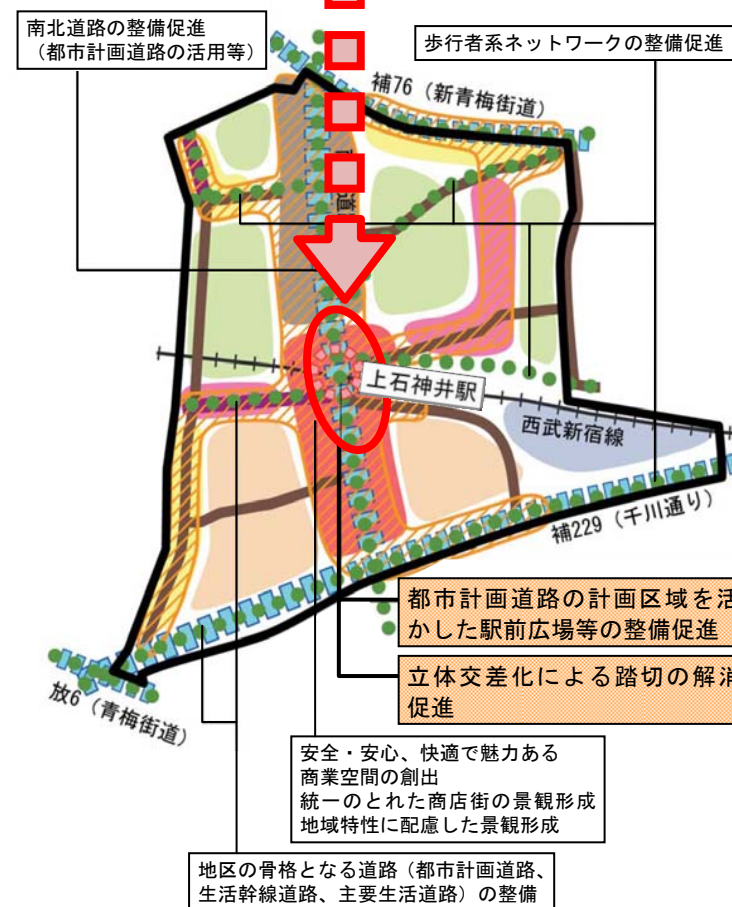 南北道路の整備促進
（都市計画道路の活用等）
歩行者系ネットワークの整備促進
補76（新青梅街道）
道
上石神井駅
西武新宿線
補229（千川通り）
都市計画道路の計画区域を活
かした駅前広場等の整備促進
立体交差化による踏切の解消
促進
放6（青梅街道）
安全・安心、快適で魅力ある
商業空間の創出
統一のとれた商店街の景観形成
地域特性に配慮した景観形成
地区の骨格となる道路（都市計画道路、
生活幹線道路、主要生活道路）の整備